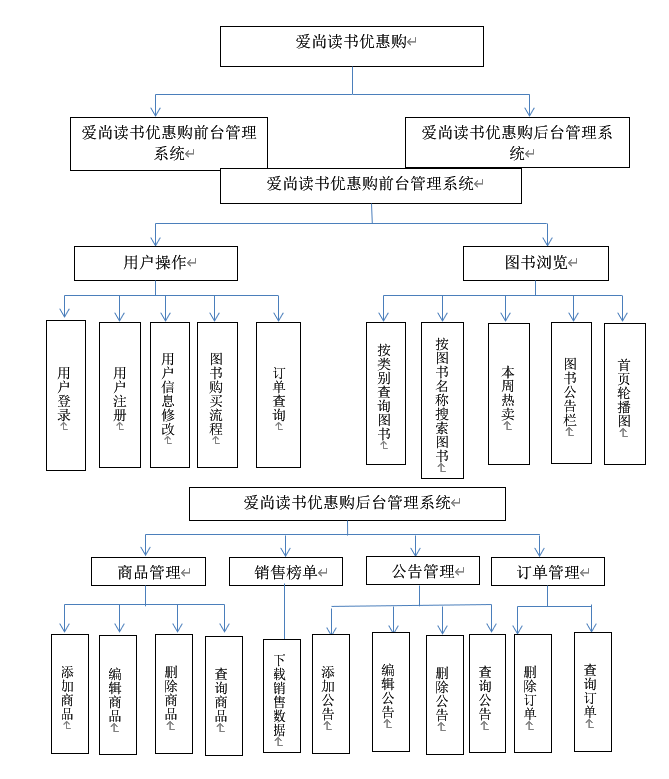 爱尚读书优惠购
爱尚读书优惠购前台管理
系统
爱尚读书优惠购后台管理系
统
爱尚读书优惠购前台管理系统
用户操作
图书浏览
用户登录
用户注册
用户信息修改
图书购买流程
订单查询
按类别查询图书
按图书名称搜索图书
本周热卖
图书公告栏
首页轮播图
爱尚读书优惠购后台管理系统
商品管理
销售榜单
公告管理
订单管理
添加商品
编辑商品
删除商品
查询商品
下载销售数据
添加公告
编辑公告
删除公告
查询公告
删除订单
查询订单